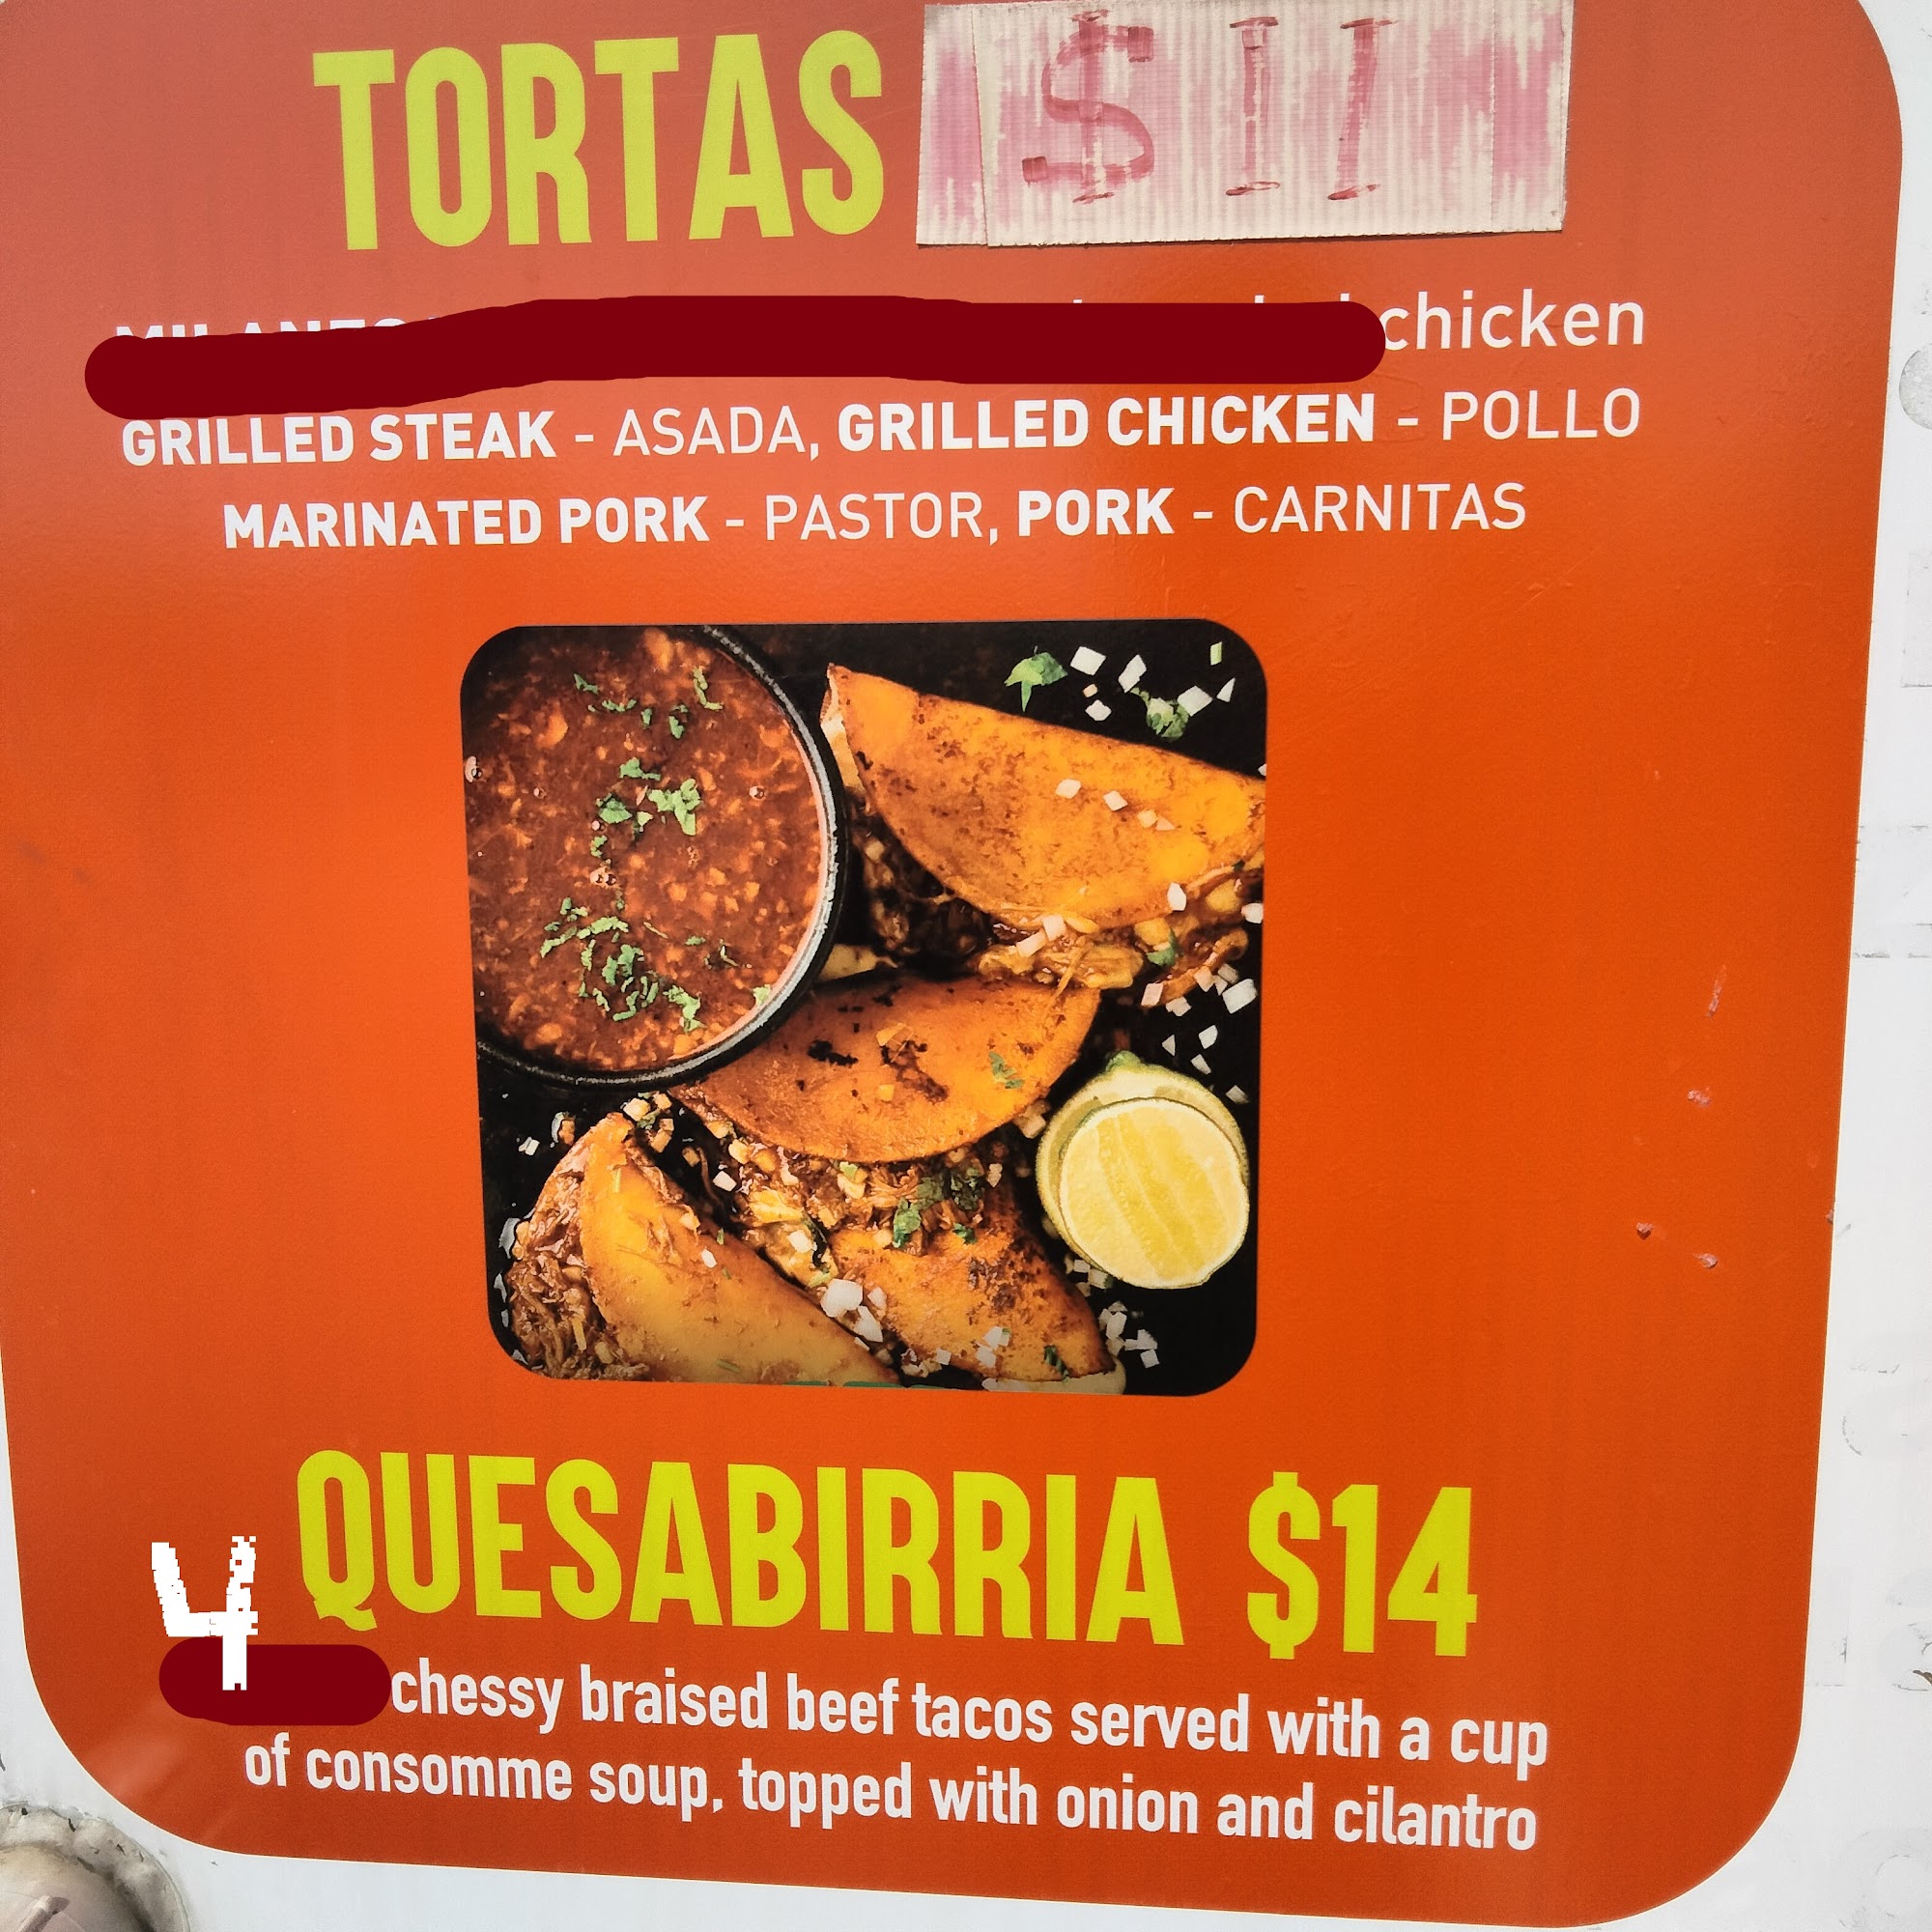 TORTAS $11
chicken
GRILLED STEAK - ASADA, GRILLED CHICKEN - POLLO
MARINATED PORK - PASTOR, PORK - CARNITAS
QUESABIRRIA $14
4 chessy braised beef tacos served with a cup
of consomme soup, topped with onion and cilantro